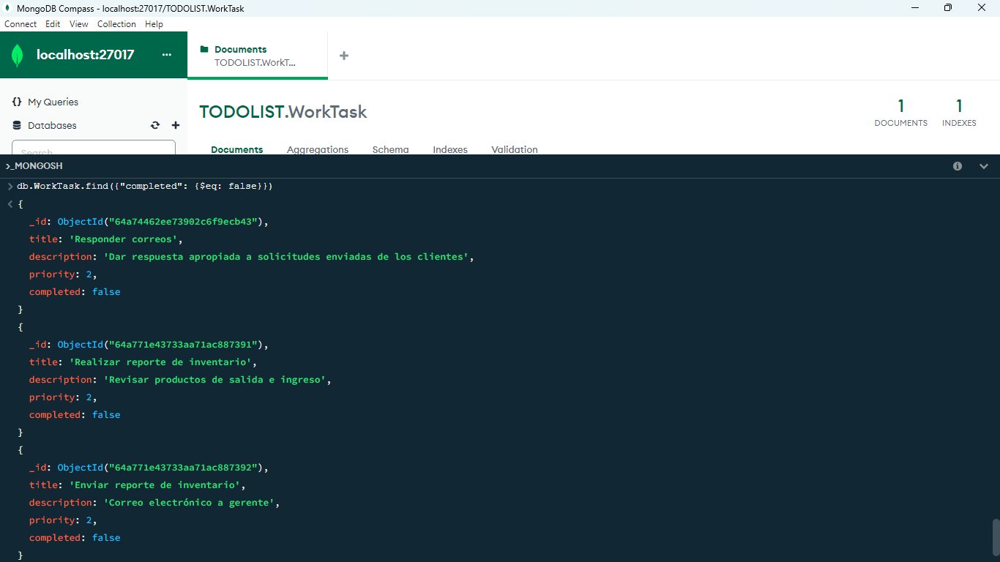 MongoDB Compass - localhost:27017/TODOLIST.WorkTask
Connect Edit View Collection Help
localhost:27017 ...
Documents
TODOLIST.WorkT...
{} My Queries
Databases
Search
TODOLIST.WorkTask
1
DOCUMENTS
1
INDEXES
Documents Aggregations Schema Indexes Validation
>_MONGOSH
> db.WorkTask.find({"completed": {$eq: false}})
< {
_id: ObjectId("64a74462ee73902c6f9ecb43"),
title: 'Responder correos',
description: 'Dar respuesta apropiada a solicitudes enviadas de los clientes',
priority: 2,
completed: false
}
{
_id: ObjectId("64a771e43733aa71ac887391"),
title: 'Realizar reporte de inventario',
description: 'Revisar productos de salida e ingreso',
priority: 2,
completed: false
}
{
_id: ObjectId("64a771e43733aa71ac887392"),
title: 'Enviar reporte de inventario',
description: 'Correo electrónico a gerente',
priority: 2,
completed: false
}